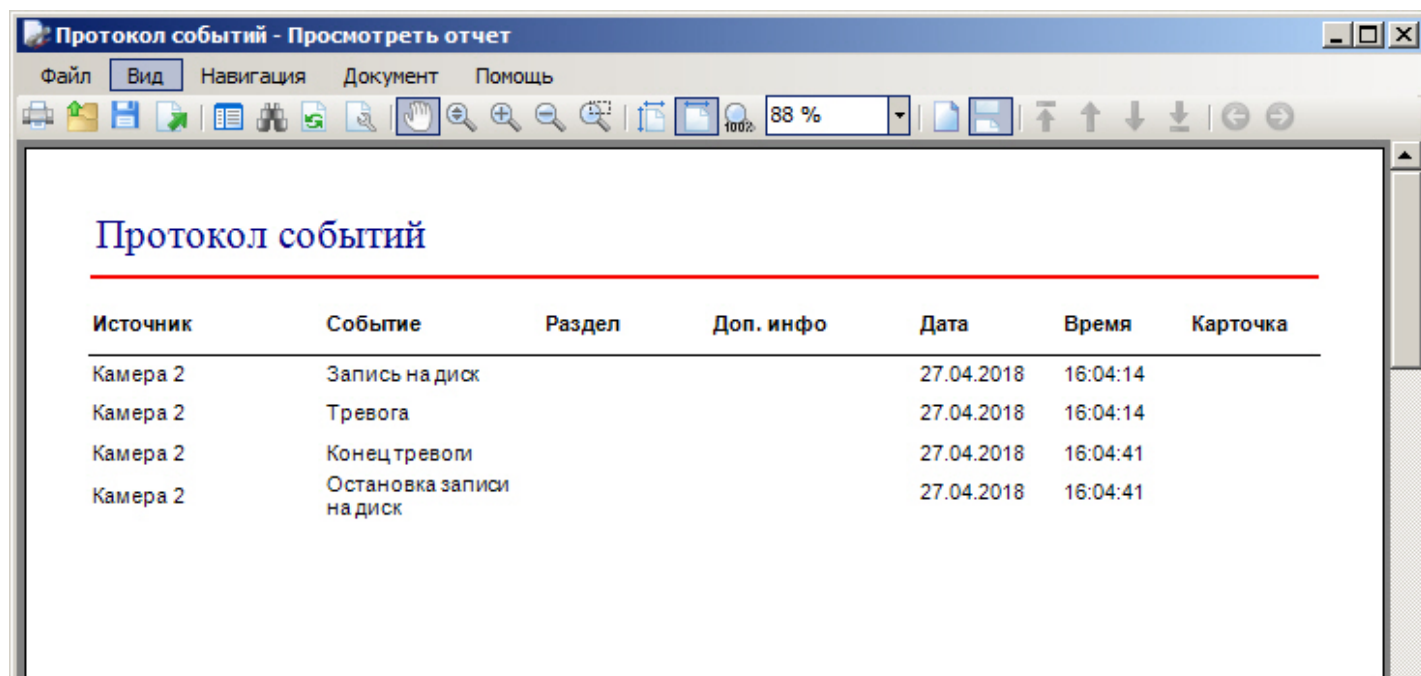 Протокол событий - Просмотреть отчет
Файл Вид Навигация Документ Помощь
100% 88 %
Протокол событий
Источник Событие Раздел Доп. инфо Дата Время Карточка
Камера 2 Запись на диск 27.04.2018 16:04:14
Камера 2 Тревога 27.04.2018 16:04:14
Камера 2 Конец тревоги 27.04.2018 16:04:41
Камера 2 Остановка записи 27.04.2018 16:04:41
на диск